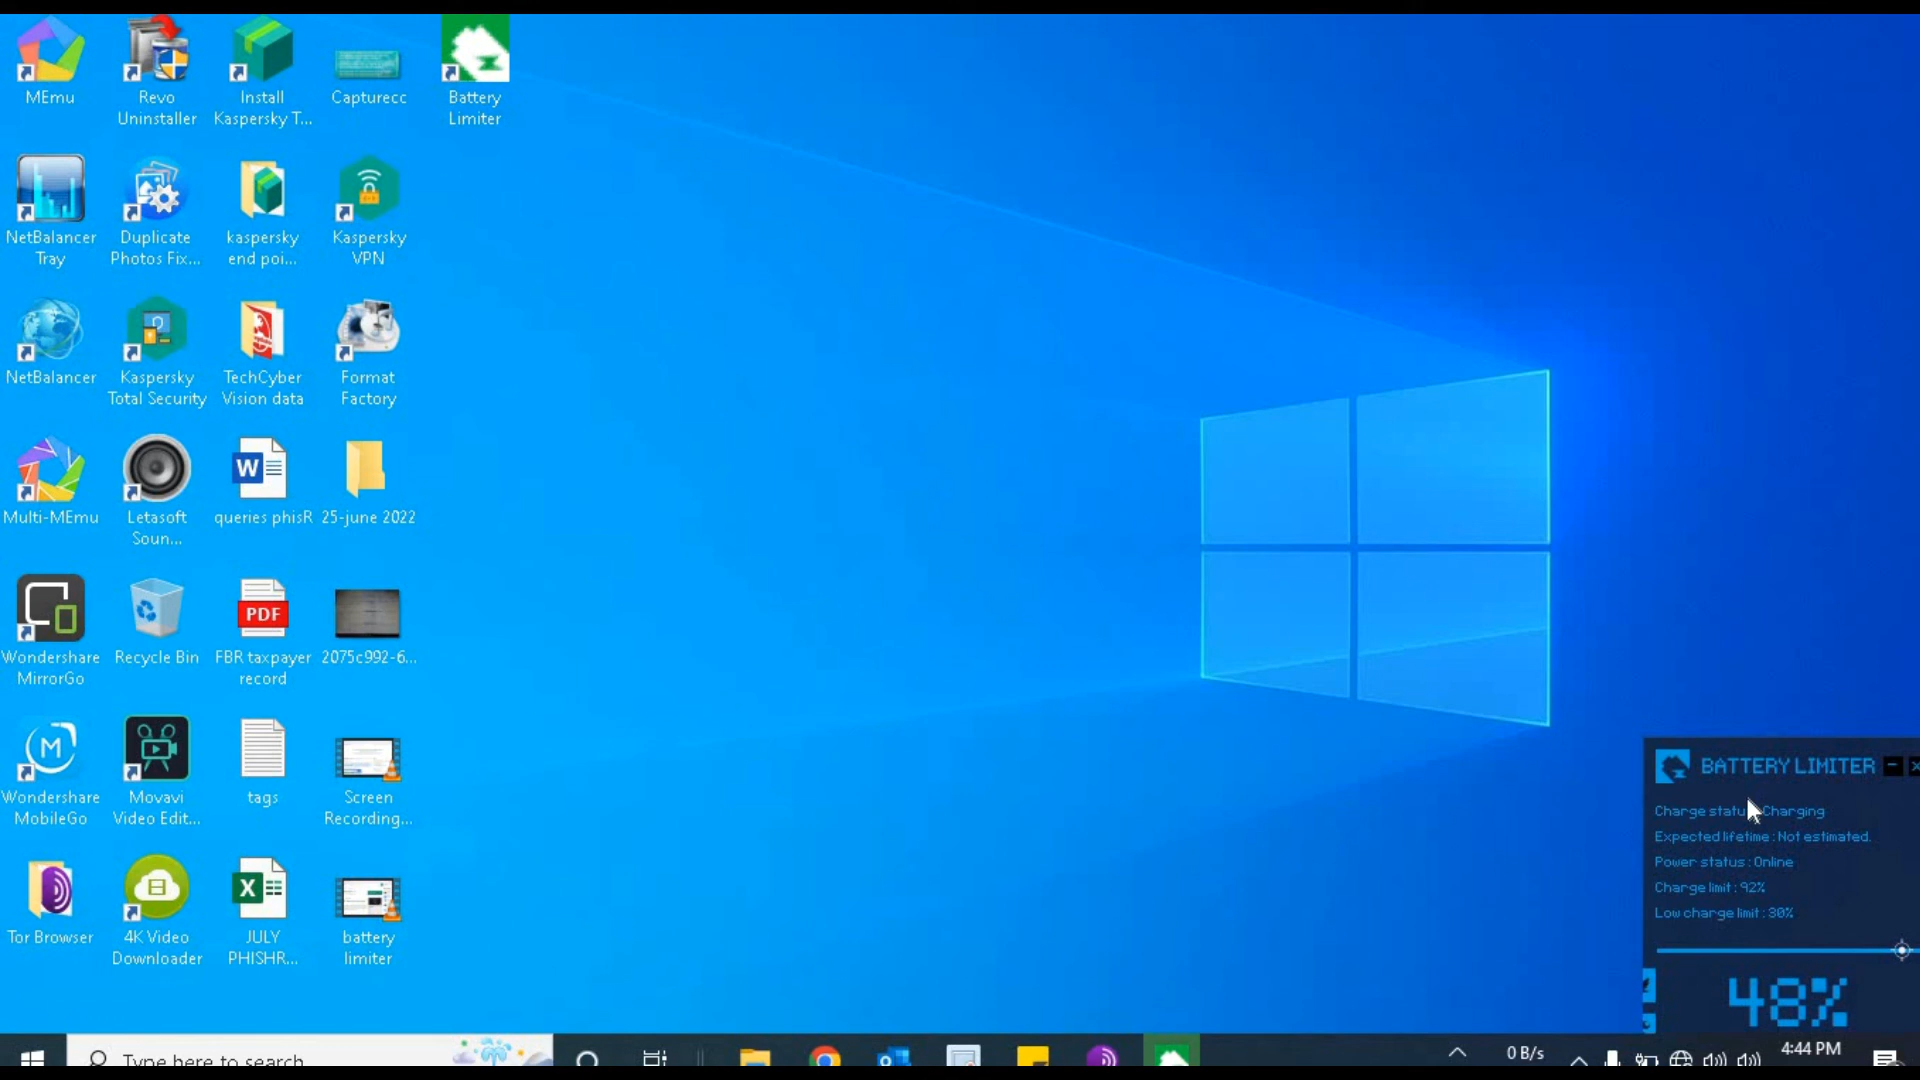 MEmu
Revo
Uninstaller
Install
Kaspersky T...
Capturecc
Battery
Limiter
NetBalancer
Tray
Duplicate
Photos Fix...
kaspersky
end poi...
Kaspersky
VPN
NetBalancer
Kaspersky
Total Security
TechCyber
Vision data
Format
Factory
Multi-MEmu
Letasoft
Soun...
queries phisR
25-june 2022
Wondershare
MirrorGo
Recycle Bin
PDF
FBR taxpayer
record
2075c992-6...
Wondershare
MobileGo
Movavi
Video Edit...
tags
Screen
Recording...
Tor Browser
4K Video
Downloader
JULY
PHISHR...
battery
limiter
BATTERY LIMITER
Charge statu Charging
Expected lifetime : Not estimated.
Power status : Online
Charge limit : 92%
Low charge limit : 30%
48%
Type here to search
0 B/s
4:44 PM